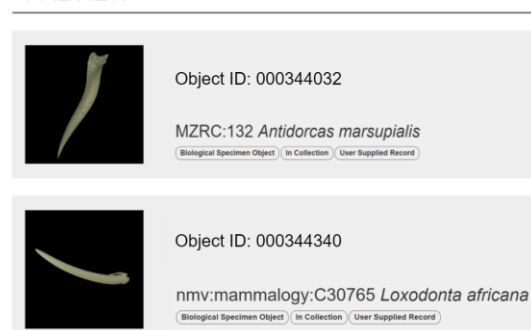 Object ID: 000344032
MZRC:132 Antidorcas marsupialis
Biological Specimen Object In Collection User Supplied Record
Object ID: 000344340
nmv:mammalogy:C30765 Loxodonta africana
Biological Specimen Object In Collection User Supplied Record